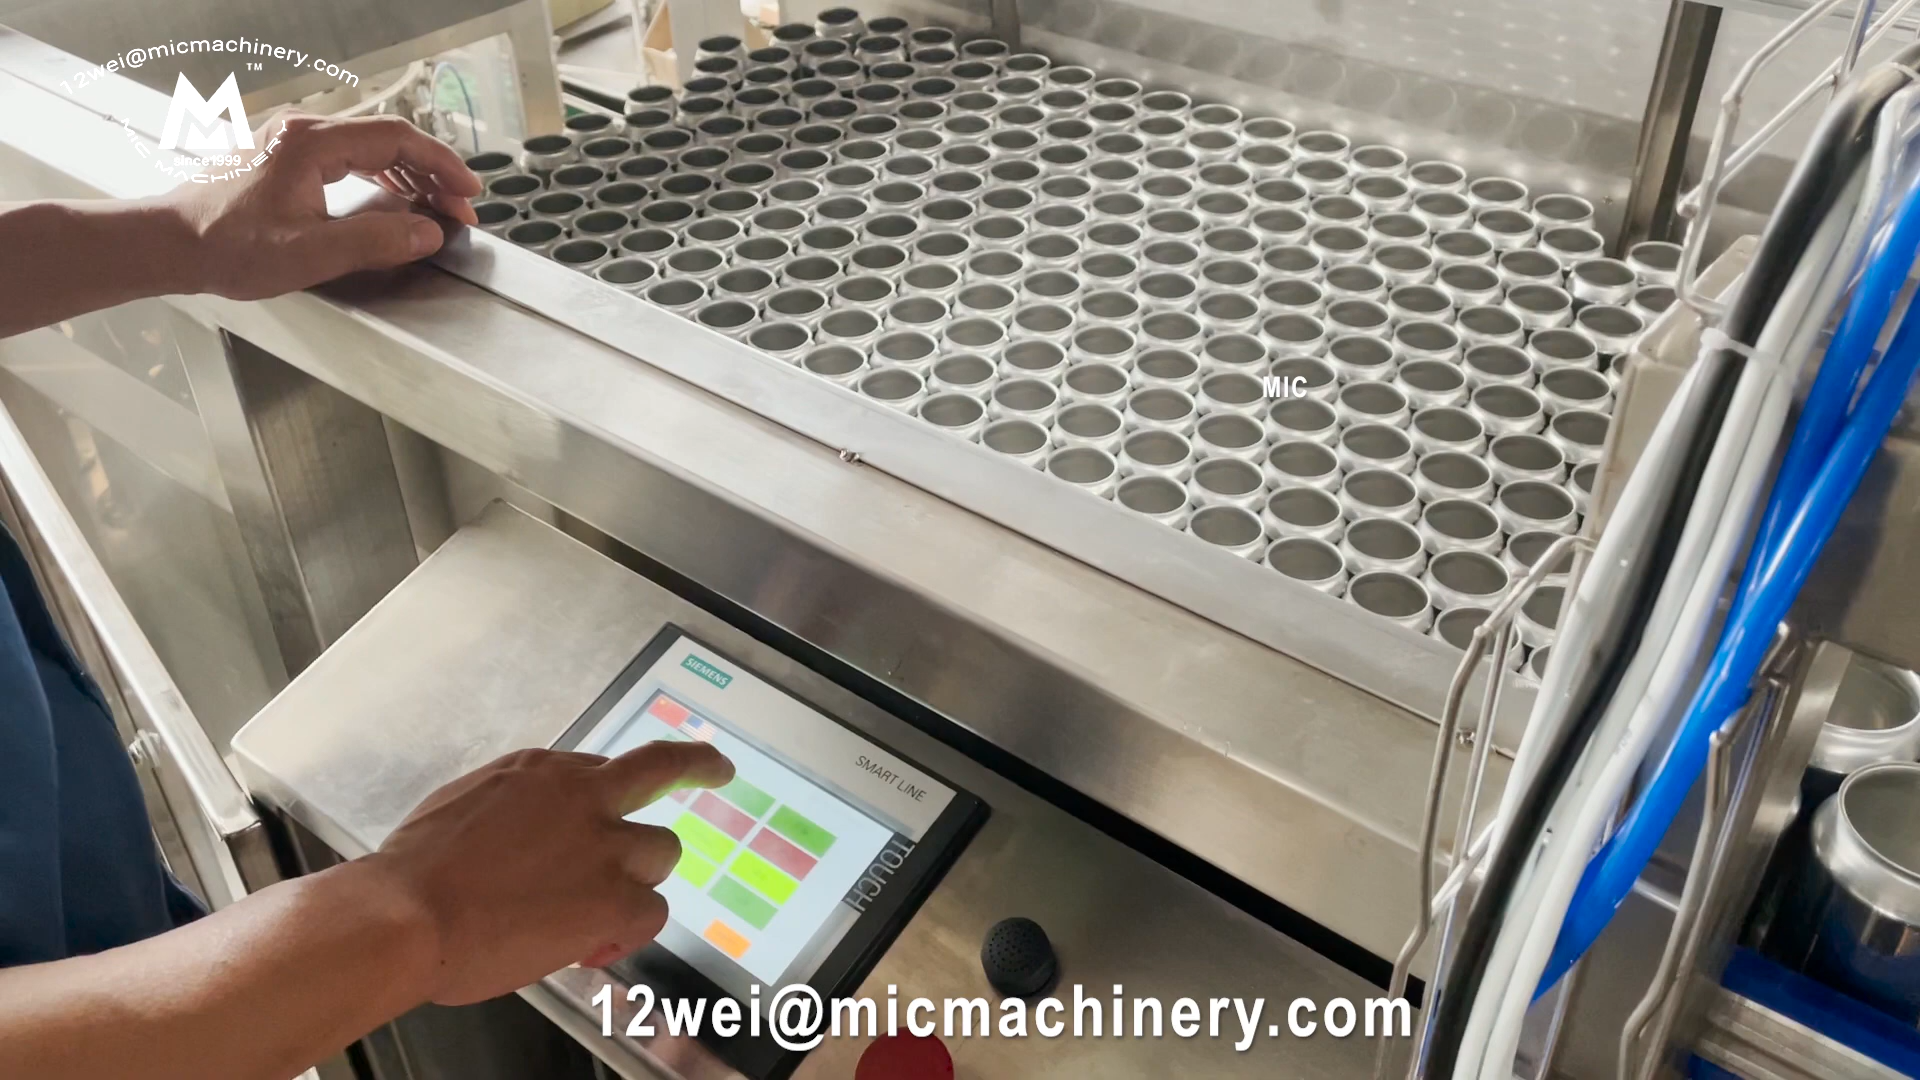 12wei@micmachinery.com
TM
since1999
MIC MACHINERY
MIC
SIEMENS
SMART LINE
TOUCH
12wei@micmachinery.com